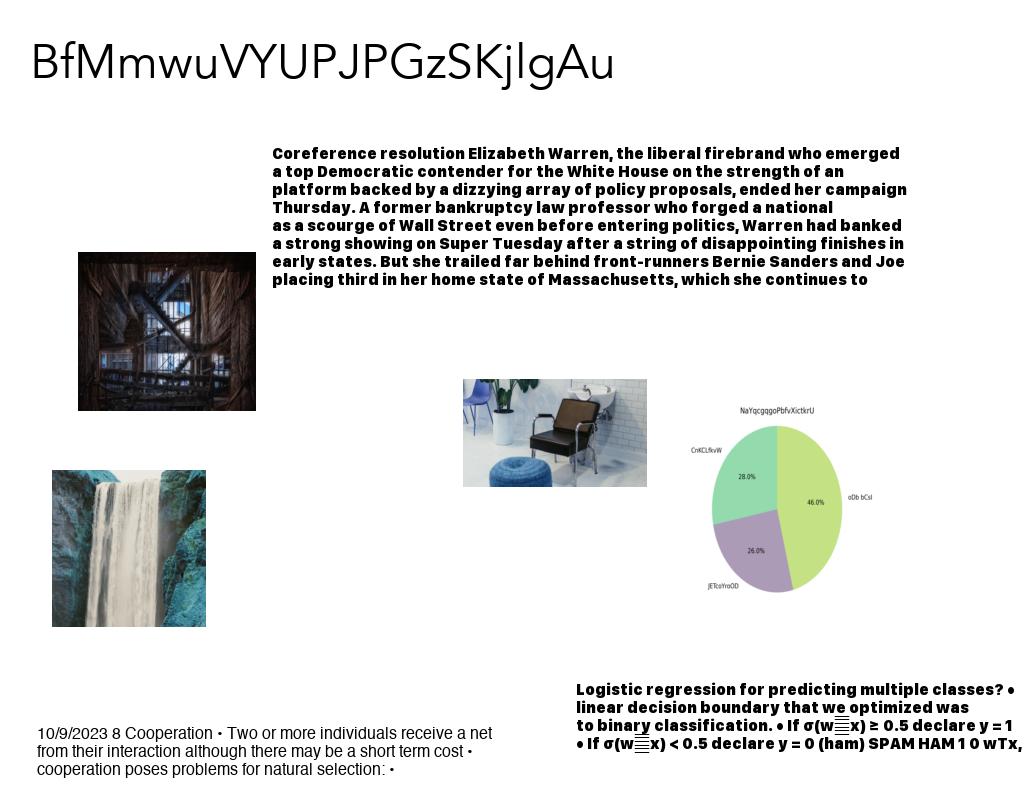 BfMmwuVYUPJPGzSKjlgAu
Coreference resolution Elizabeth Warren, the liberal firebrand who emerged
a top Democratic contender for the White House on the strength of an
platform backed by a dizzying array of policy proposals, ended her campaign
Thursday. A former bankruptcy law professor who forged a national
as a scourge of Wall Street even before entering politics, Warren had banked
a strong showing on Super Tuesday after a string of disappointing finishes in
early states. But she trailed far behind front-runners Bernie Sanders and Joe
placing third in her home state of Massachusetts, which she continues to
NaYqcgqgoPbfvXictkrU
CnKCLfkvW
28.0%
46.0%
oDb bCsI
26.0%
JETcoYraOD
Logistic regression for predicting multiple classes? •
linear decision boundary that we optimized was
to binary classification. • If σ(w x) ≥ 0.5 declare y = 1
• If σ(w x) < 0.5 declare y = 0 (ham) SPAM HAM 1 0 wTx,
10/9/2023 8 Cooperation • Two or more individuals receive a net
from their interaction although there may be a short term cost •
cooperation poses problems for natural selection: •